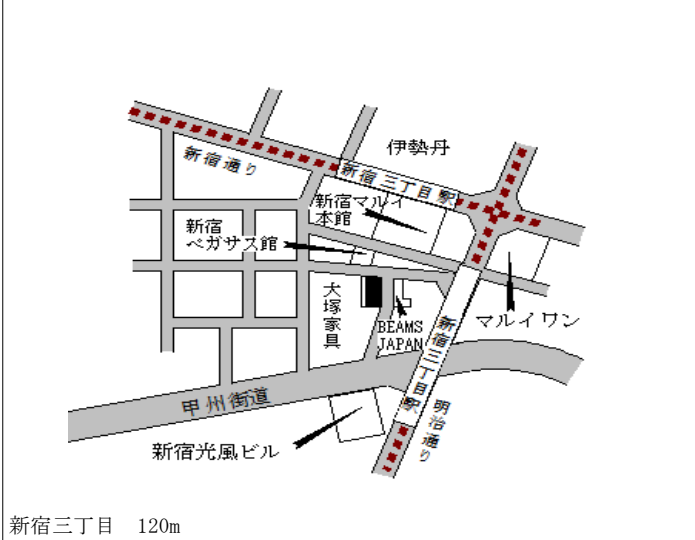 伊勢丹
新宿通り
新宿三丁目駅
新宿マルイ
本館
新宿
ペガサス館
大塚家具
BEAMS
JAPAN
マルイワン
新宿三丁目駅
甲州街道
明治通り
新宿光風ビル
新宿三丁目　120m